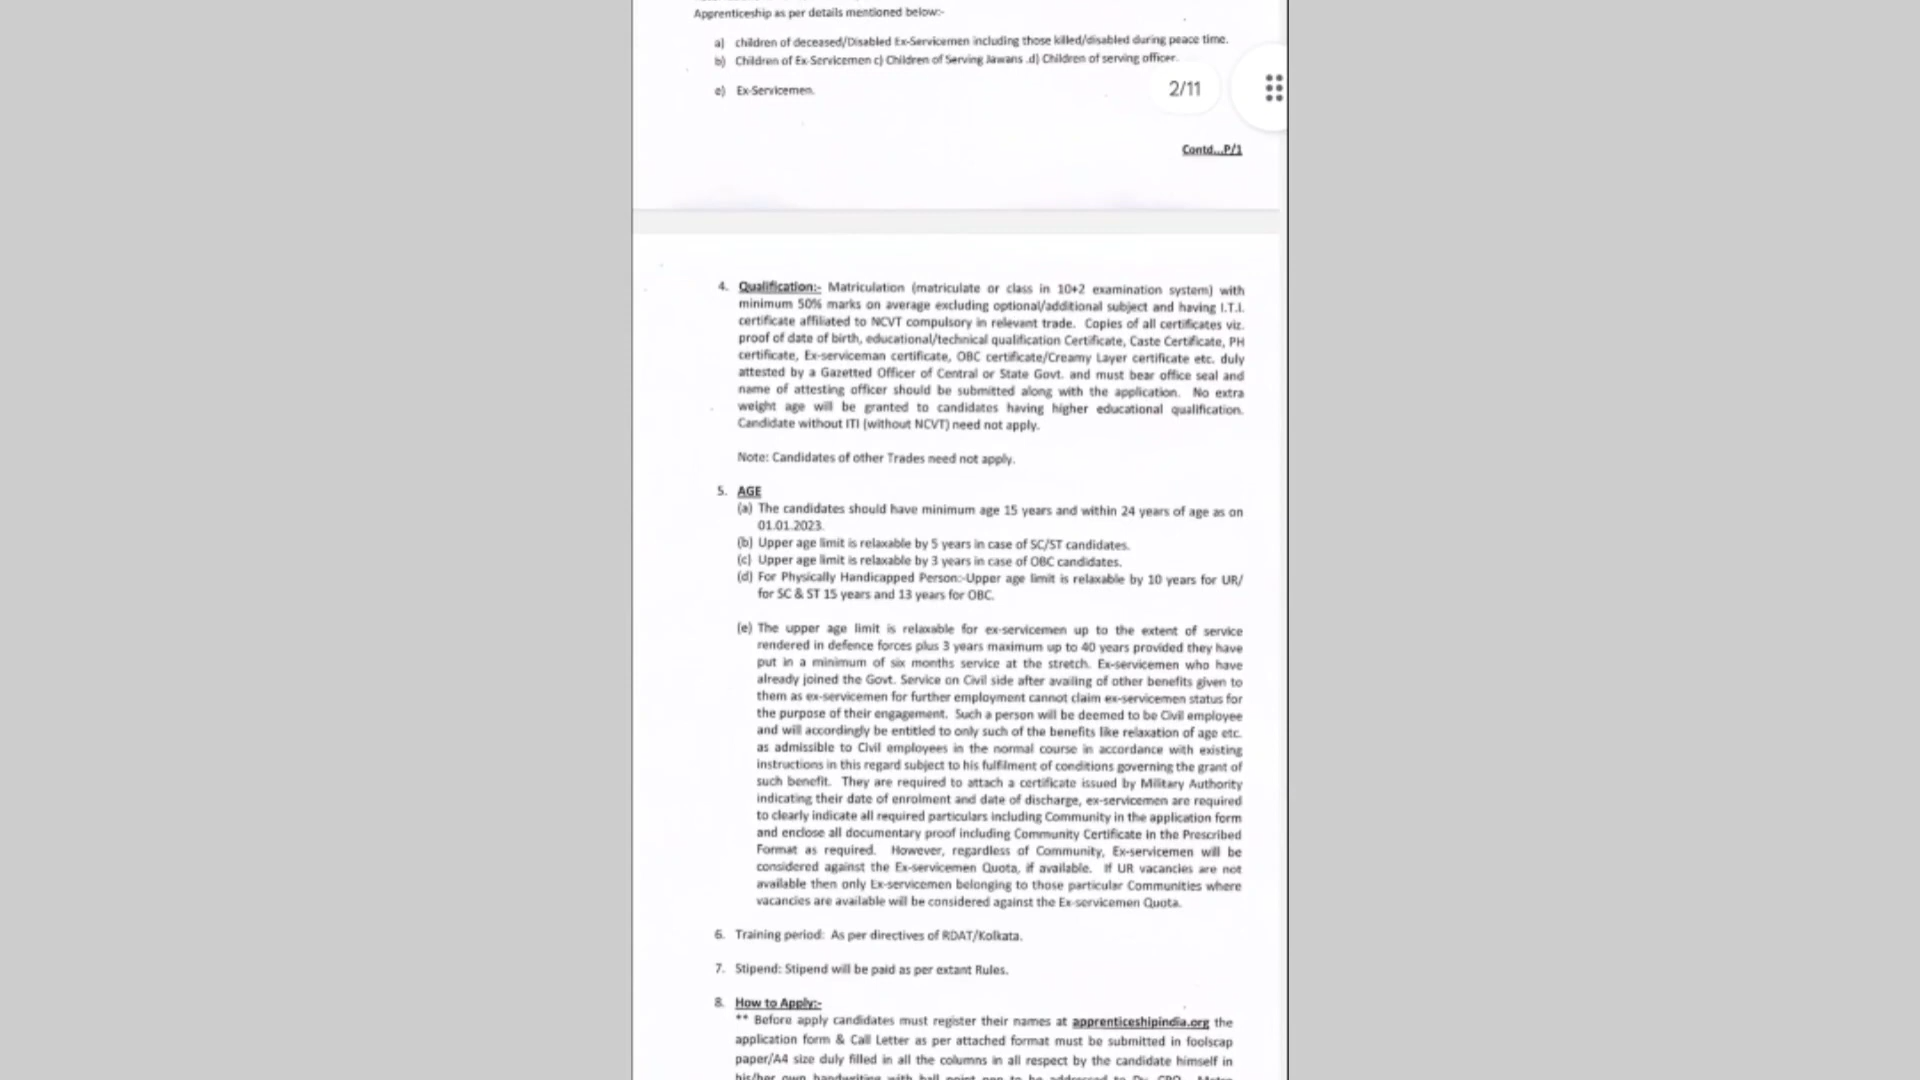 Apprenticeship as per details mentioned below:-
a) children of deceased/Disabled Ex-Servicemen including those killed/disabled during peace time.
b) Children of Ex-Servicemen c) Children of Serving Jawans .d) Children of serving officer.
e) Ex-Servicemen.
2/11
Contd...P/1
4. Qualification:- Matriculation (matriculate or class in 10+2 examination system) with
minimum 50% marks on average excluding optional/additional subject and having I.T.I.
certificate affiliated to NCVT compulsory in relevant trade. Copies of all certificates viz.
proof of date of birth, educational/technical qualification Certificate, Caste Certificate, PH
certificate, Ex-serviceman certificate, OBC certificate/Creamy Layer certificate etc. duly
attested by a Gazetted Officer of Central or State Govt. and must bear office seal and
name of attesting officer should be submitted along with the application. No extra
weight age will be granted to candidates having higher educational qualification.
Candidate without ITI (without NCVT) need not apply.
Note: Candidates of other Trades need not apply.
5. AGE
(a) The candidates should have minimum age 15 years and within 24 years of age as on
01.01.2023.
(b) Upper age limit is relaxable by 5 years in case of SC/ST candidates.
(c) Upper age limit is relaxable by 3 years in case of OBC candidates.
(d) For Physically Handicapped Person:-Upper age limit is relaxable by 10 years for UR/
for SC & ST 15 years and 13 years for OBC.
(e) The upper age limit is relaxable for ex-servicemen up to the extent of service
rendered in defence forces plus 3 years maximum up to 40 years provided they have
put in a minimum of six months service at the stretch. Ex-servicemen who have
already joined the Govt. Service on Civil side after availing of other benefits given to
them as ex-servicemen for further employment cannot claim ex-servicemen status for
the purpose of their engagement. Such a person will be deemed to be Civil employee
and will accordingly be entitled to only such of the benefits like relaxation of age etc.
as admissible to Civil employees in the normal course in accordance with existing
instructions in this regard subject to his fulfilment of conditions governing the grant of
such benefit. They are required to attach a certificate issued by Military Authority
indicating their date of enrolment and date of discharge, ex-servicemen are required
to clearly indicate all required particulars including Community in the application form
and enclose all documentary proof including Community Certificate in the Prescribed
Format as required. However, regardless of Community, Ex-servicemen will be
considered against the Ex-servicemen Quota, if available. If UR vacancies are not
available then only Ex-servicemen belonging to those particular Communities where
vacancies are available will be considered against the Ex-servicemen Quota.
6. Training period: As per directives of RDAT/Kolkata.
7. Stipend: Stipend will be paid as per extant Rules.
8. How to Apply:-
** Before apply candidates must register their names at apprenticeshipindia.org the
application form & Call Letter as per attached format must be submitted in foolscap
paper/A4 size duly filled in all the columns in all respect by the candidate himself in
his/her own handwriting with ball point pen to be addressed to Dy. CPO, Metro